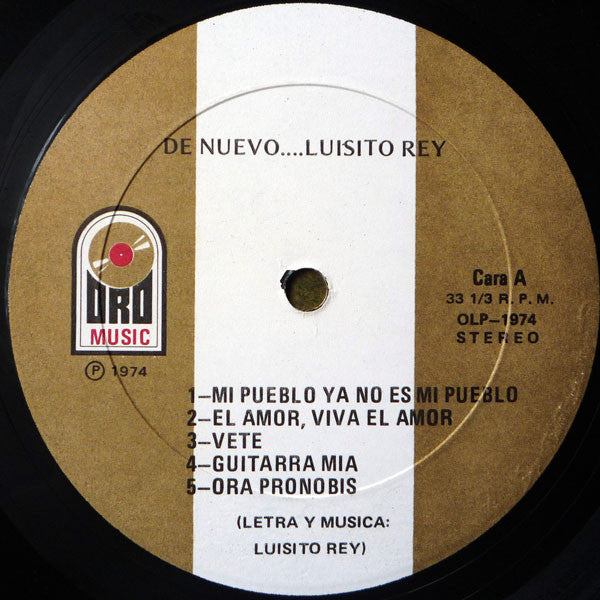 DE NUEVO....LUISITO REY
ORO
MUSIC
Ⓟ 1974
Cara A
33 1/3 R. P. M.
OLP-1974
STEREO
1-MI PUEBLO YA NO ES MI PUEBLO
2-EL AMOR, VIVA EL AMOR
3-VETE
4-GUITARRA MIA
5-ORA PRONOBIS
(LETRA Y MUSICA:
LUISITO REY)